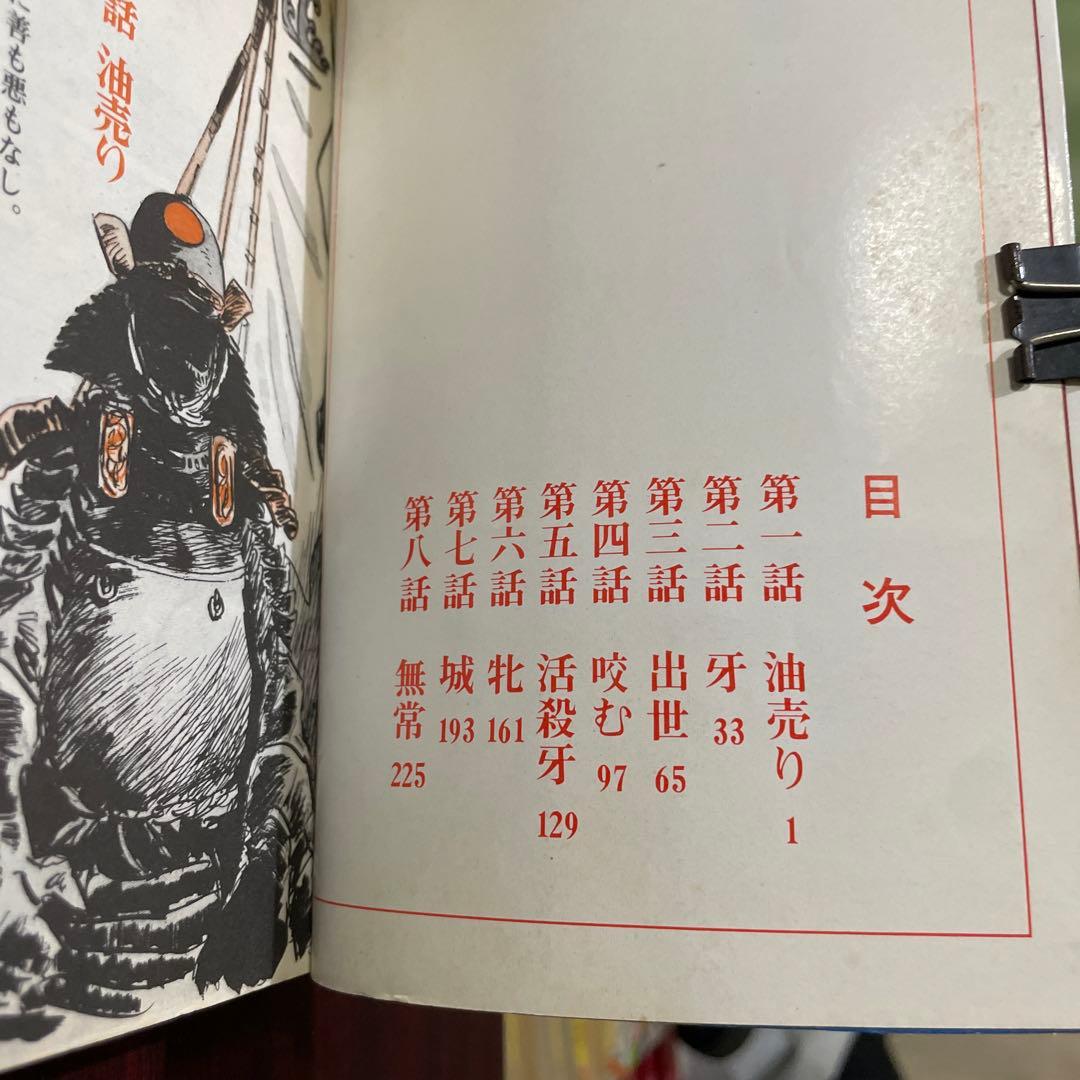 目次
第一話 油売り 1
第二話 牙 33
第三話 出世 65
第四話 咬む 97
第五話 活殺牙 129
第六話 牝 161
第七話 城 193
第八話 無常 225
話 油売り
善も悪もなし。